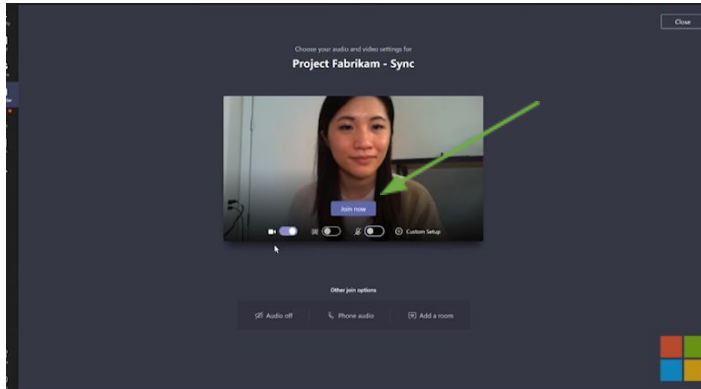 Close
Choose your audio and video settings for
Project Fabrikam - Sync
Join now
Custom Setup
Other join options
Audio off
Phone audio
Add a room